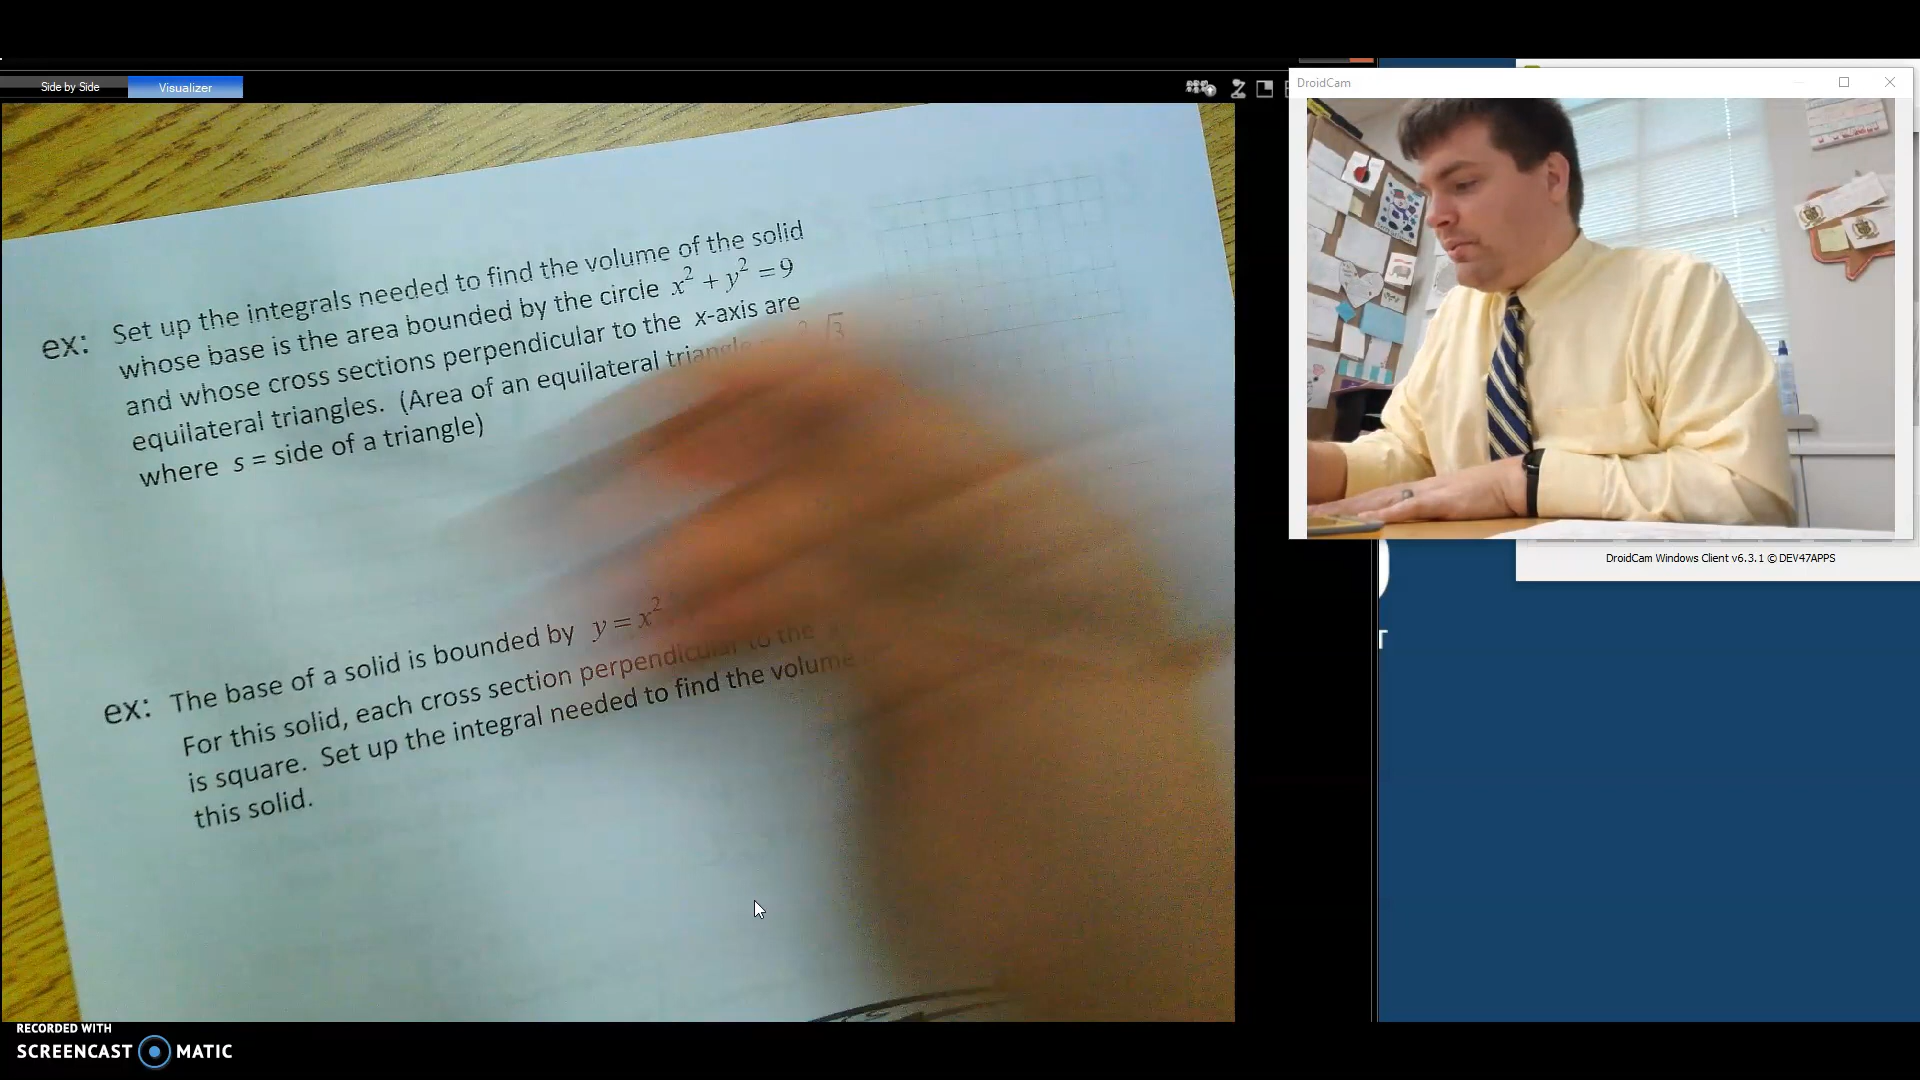 Side by Side
Visualizer
DroidCam
ex: Set up the integrals needed to find the volume of the solid
whose base is the area bounded by the circle x² + y² = 9
and whose cross sections perpendicular to the x-axis are
equilateral triangles. (Area of an equilateral triangle √3
where s = side of a triangle)
ex: The base of a solid is bounded by y = x²
For this solid, each cross section perpendicular to the
is square. Set up the integral needed to find the volume
this solid.
DroidCam Windows Client v6.3.1 © DEV47APPS
T
RECORDED WITH
SCREENCAST MATIC